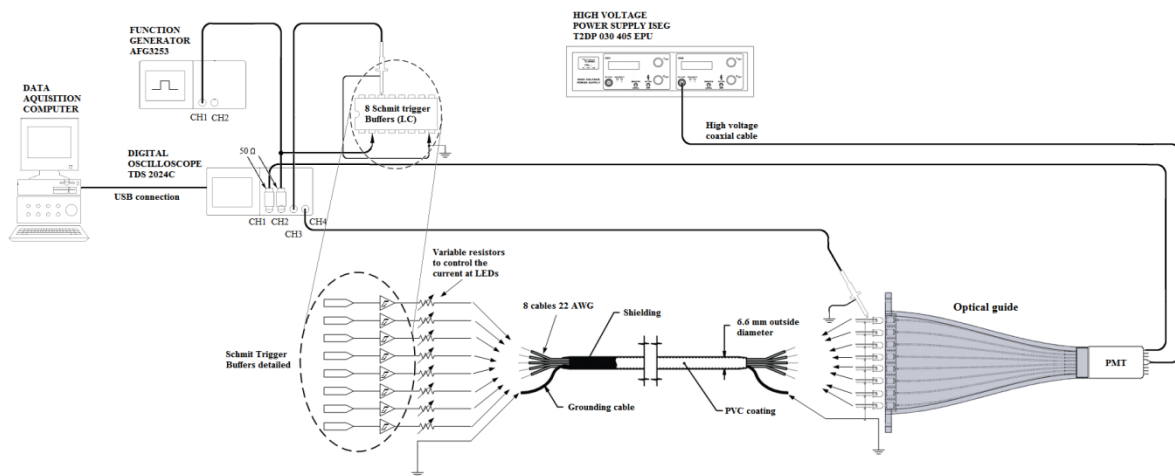 HIGH VOLTAGE
POWER SUPPLY ISEG
T2DP 030 405 EPU
FUNCTION
GENERATOR
AFG3253
DATA
AQUISITION
COMPUTER
CH1
CH2
8 Schmit trigger
Buffers (I.C)
High voltage
coaxial cable
DIGITAL
OSCILLOSCOPE
TDS 2024C
50 Ω
USB connection
CH1
CH2
CH3
CH4
Variable resistors
to control the
current at LEDs
8 cables 22 AWG
Shielding
6.6 mm outside
diameter
Optical guide
Schmit Trigger
Buffers detailed
PMT
Grounding cable
PVC coating